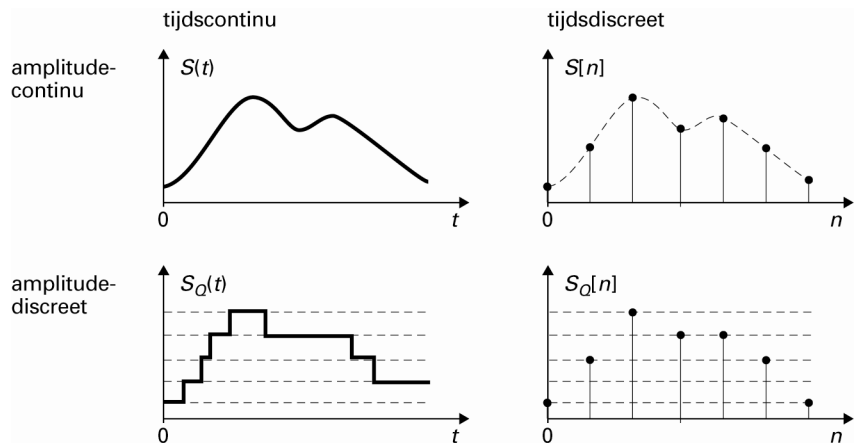 tijdscontinu
tijdsdiscreet
amplitude-
continu
S(t)
S[n]
0
t
0
n
amplitude-
discreet
S_Q(t)
S_Q[n]
0
t
0
n